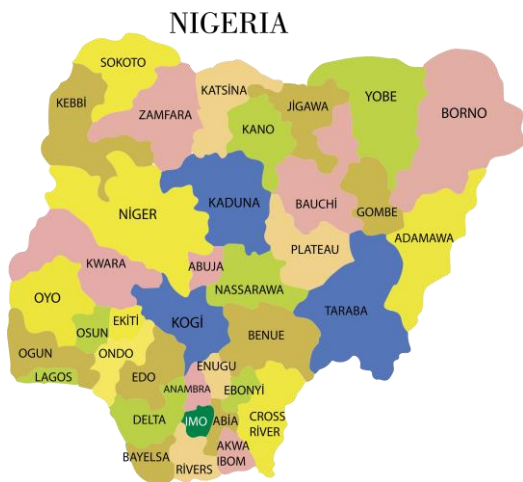 NIGERIA
SOKOTO
KEBBİ
ZAMFARA
KATSİNA
KANO
JİGAWA
YOBE
BORNO
NİGER
KADUNA
BAUCHİ
GOMBE
ADAMAWA
PLATEAU
KWARA
ABUJA
NASSARAWA
TARABA
OYO
OSUN
EKİTİ
KOGİ
BENUE
OGUN
ONDO
LAGOS
EDO
ENUGU
ANAMBRA
EBONYİ
DELTA
IMO
ABİA
CROSS
RİVER
BAYELSA
RİVERS
AKWA
IBOM